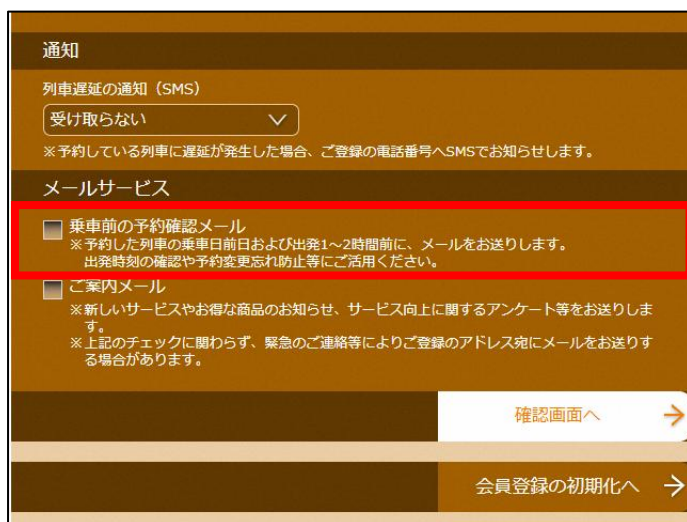 通知
列車遅延の通知（SMS）
受け取らない
※予約している列車に遅延が発生した場合、ご登録の電話番号へSMSでお知らせします。
メールサービス
乗車前の予約確認メール
※予約した列車の乗車日前日および出発1～2時間前に、メールをお送りします。
出発時刻の確認や予約変更忘れ防止等にご活用ください。
ご案内メール
※新しいサービスやお得な商品のお知らせ、サービス向上に関するアンケート等をお送りしま
す。
※上記のチェックに関わらず、緊急のご連絡等によりご登録のアドレス宛にメールをお送りす
る場合があります。
確認画面へ
会員登録の初期化へ